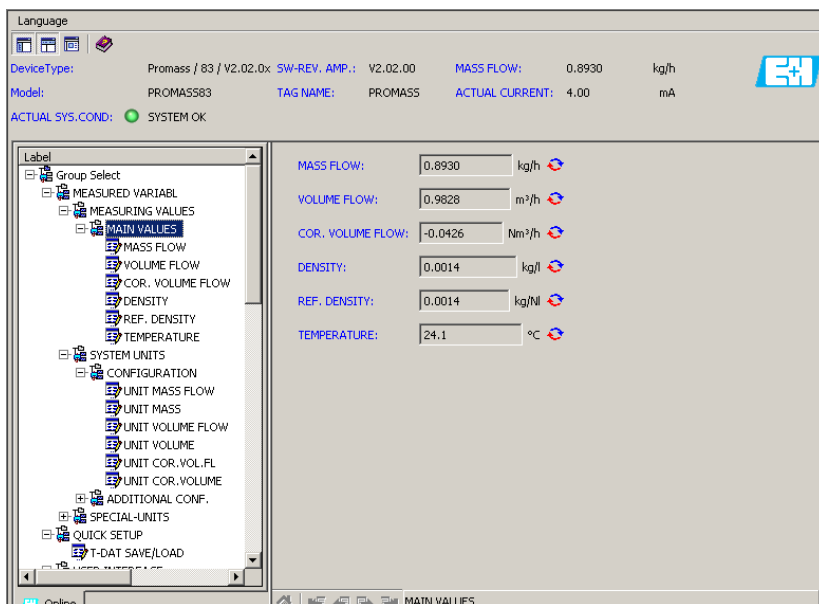 Language
DeviceType: Promass / 83 / V2.02.0x SW-REV. AMP.: V2.02.00 MASS FLOW: 0.8930 kg/h
Model: PROMASS83 TAG NAME: PROMASS ACTUAL CURRENT: 4.00 mA
ACTUAL SYS.COND: SYSTEM OK
E+H
Label
Group Select
MEASURED VARIABL
MEASURING VALUES
MAIN VALUES
MASS FLOW
VOLUME FLOW
COR. VOLUME FLOW
DENSITY
REF. DENSITY
TEMPERATURE
SYSTEM UNITS
CONFIGURATION
UNIT MASS FLOW
UNIT MASS
UNIT VOLUME FLOW
UNIT VOLUME
UNIT COR.VOL.FL
UNIT COR.VOLUME
ADDITIONAL CONF.
SPECIAL-UNITS
QUICK SETUP
T-DAT SAVE/LOAD
USER INTERFACE
Online
MASS FLOW: 0.8930 kg/h
VOLUME FLOW: 0.9828 m³/h
COR. VOLUME FLOW: -0.0426 Nm³/h
DENSITY: 0.0014 kg/l
REF. DENSITY: 0.0014 kg/Nl
TEMPERATURE: 24.1 °C
MAIN VALUES